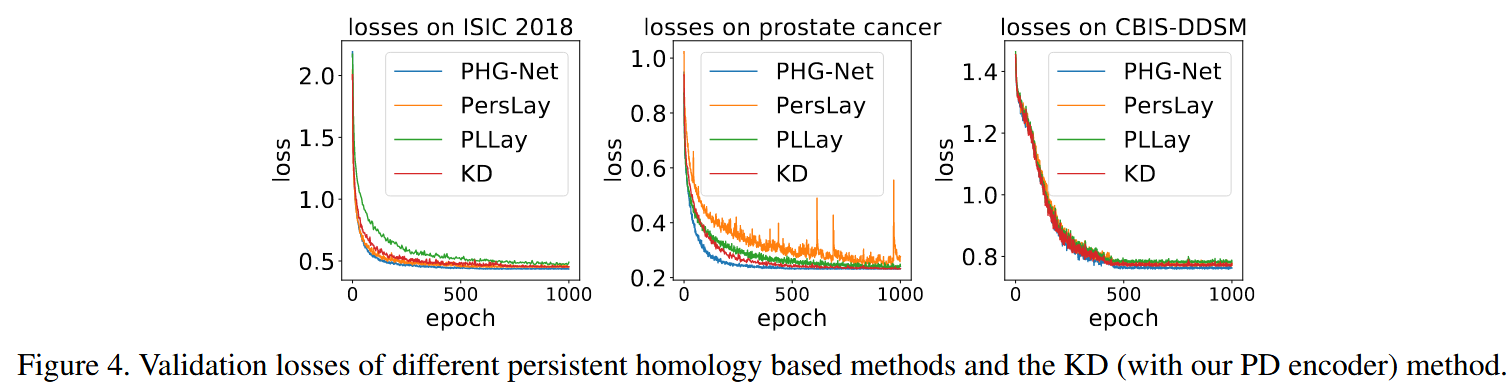 losses on ISIC 2018
2.0
1.5
1.0
0.5
loss
PHG-Net
PersLay
PLLay
KD
0
500
1000
epoch
losses on prostate cancer
1.0
0.8
0.6
0.4
0.2
loss
PHG-Net
PersLay
PLLay
KD
0
500
1000
epoch
losses on CBIS-DDSM
1.4
1.2
1.0
0.8
loss
PHG-Net
PersLay
PLLay
KD
0
500
1000
epoch
Figure 4. Validation losses of different persistent homology based methods and the KD (with our PD encoder) method.